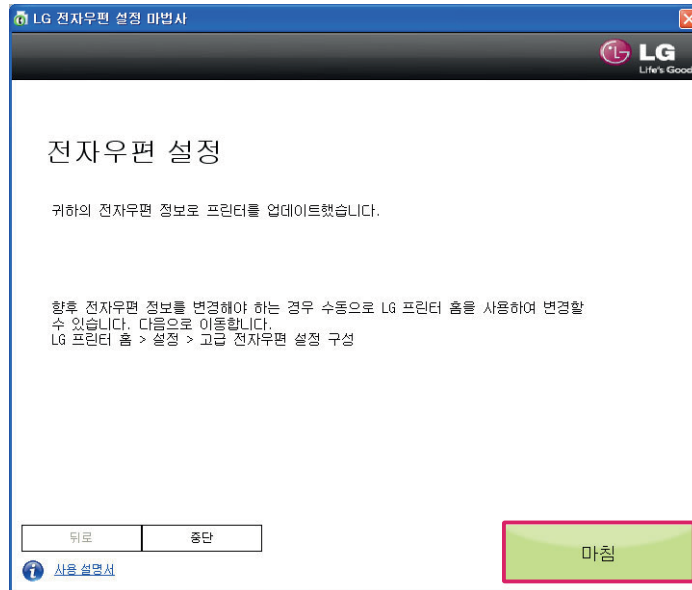 LG 전자우편 설정 마법사
LG
Life's Good
전자우편 설정
귀하의 전자우편 정보로 프린터를 업데이트했습니다.
향후 전자우편 정보를 변경해야 하는 경우 수동으로 LG 프린터 홈을 사용하여 변경할
수 있습니다. 다음으로 이동합니다.
LG 프린터 홈 > 설정 > 고급 전자우편 설정 구성
뒤로 중단
마침
사용 설명서